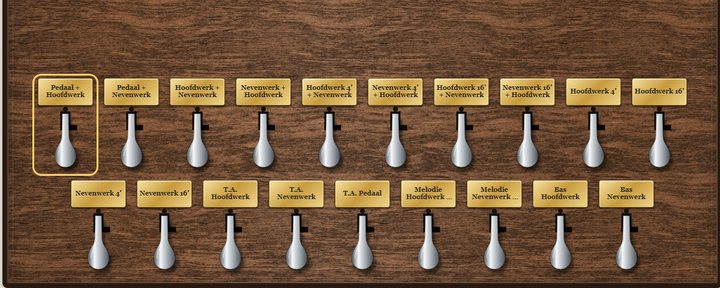 Pedaal +
Hoofdwerk
Pedaal +
Nevenwerk
Hoofdwerk +
Nevenwerk
Nevenwerk +
Hoofdwerk
Hoofdwerk 4'
+ Nevenwerk
Nevenwerk 4'
+ Hoofdwerk
Hoofdwerk 16'
+ Nevenwerk
Nevenwerk 16'
+ Hoofdwerk
Hoofdwerk 4'
Hoofdwerk 16'
Nevenwerk 4'
Nevenwerk 16'
T.A.
Hoofdwerk
T.A.
Nevenwerk
T.A. Pedaal
Melodie
Hoofdwerk ...
Melodie
Nevenwerk ...
Bas
Hoofdwerk
Bas
Nevenwerk